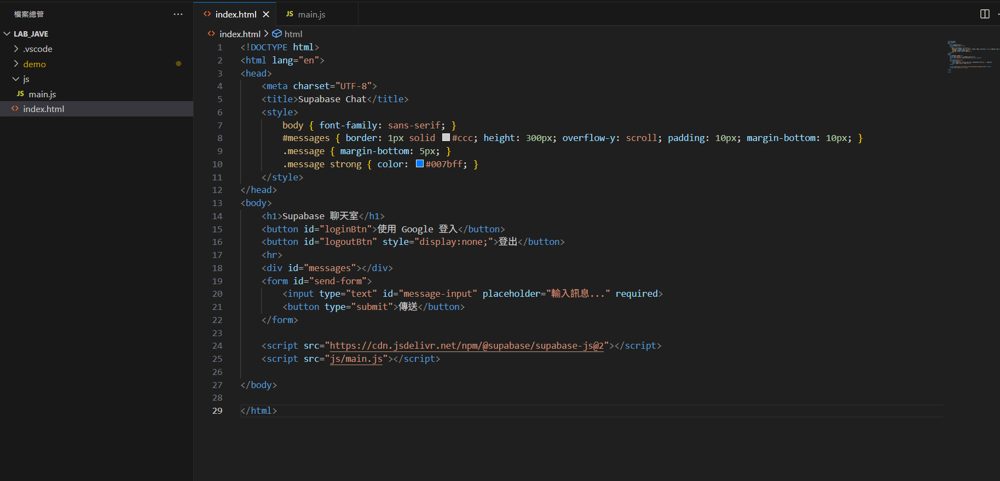 檔案總管 ···
LAB_JAVE
.vscode
demo
js
JS main.js
<> index.html
<> index.html × JS main.js
<> index.html > html
1 <!DOCTYPE html>
2 <html lang="en">
3 <head>
4 <meta charset="UTF-8">
5 <title>Supabase Chat</title>
6 <style>
7 body { font-family: sans-serif; }
8 #messages { border: 1px solid #ccc; height: 300px; overflow-y: scroll; padding: 10px; margin-bottom: 10px; }
9 .message { margin-bottom: 5px; }
10 .message strong { color: #007bff; }
11 </style>
12 </head>
13 <body>
14 <h1>Supabase 聊天室</h1>
15 <button id="loginBtn">使用 Google 登入</button>
16 <button id="logoutBtn" style="display:none;">登出</button>
17 <hr>
18 <div id="messages"></div>
19 <form id="send-form">
20 <input type="text" id="message-input" placeholder="輸入訊息..." required>
21 <button type="submit">傳送</button>
22 </form>
23
24 <script src="https://cdn.jsdelivr.net/npm/@supabase/supabase-js@2"></script>
25 <script src="js/main.js"></script>
26
27 </body>
28
29 </html>